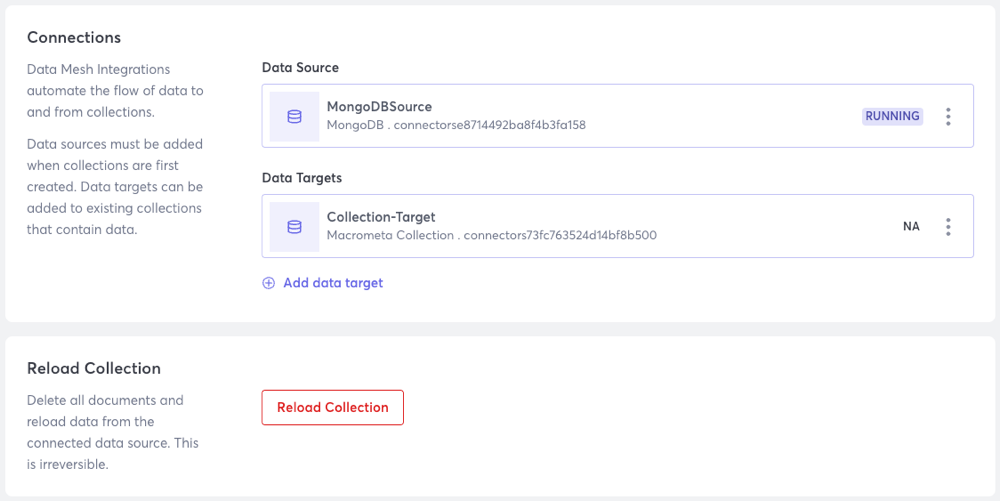 Connections
Data Mesh Integrations
automate the flow of data to
and from collections.
Data sources must be added
when collections are first
created. Data targets can be
added to existing collections
that contain data.
Data Source
MongoDBSource
MongoDB . connectorse8714492ba8f4b3fa158
RUNNING
Data Targets
Collection-Target
Macrometa Collection . connectors73fc763524d14bf8b500
NA
Add data target
Reload Collection
Delete all documents and
reload data from the
connected data source. This
is irreversible.
Reload Collection